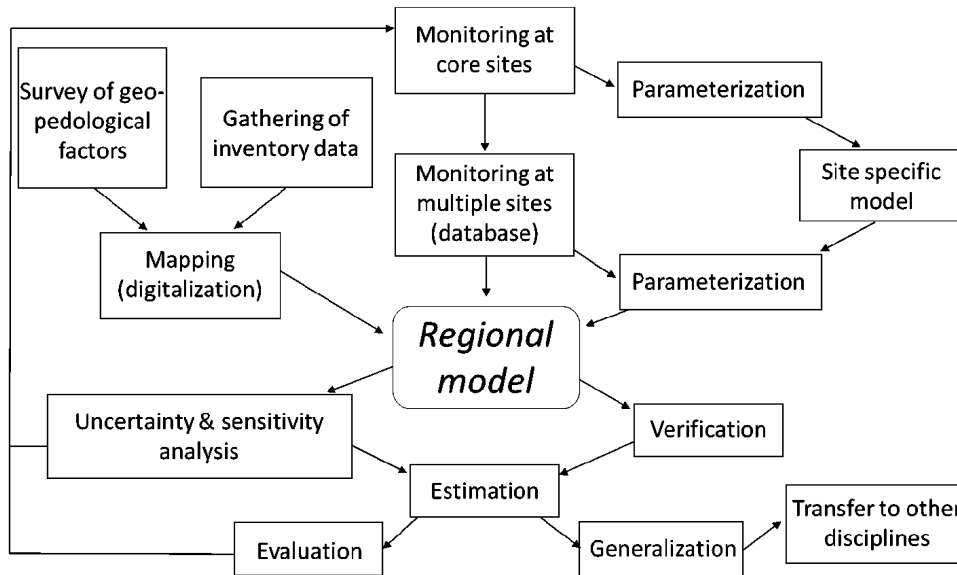 Monitoring at
core sites
Survey of geo-
pedological
factors
Gathering of
inventory data
Parameterization
Monitoring at
multiple sites
(database)
Site specific
model
Mapping
(digitalization)
Parameterization
Regional
model
Uncertainty & sensitivity
analysis
Verification
Estimation
Transfer to other
disciplines
Evaluation
Generalization